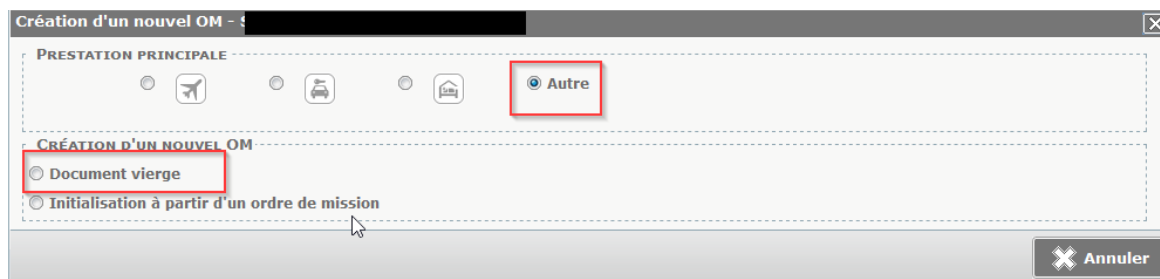 Création d'un nouvel OM -
PRESTATION PRINCIPALE
Autre
CRÉATION D'UN NOUVEL OM
Document vierge
Initialisation à partir d'un ordre de mission
Annuler